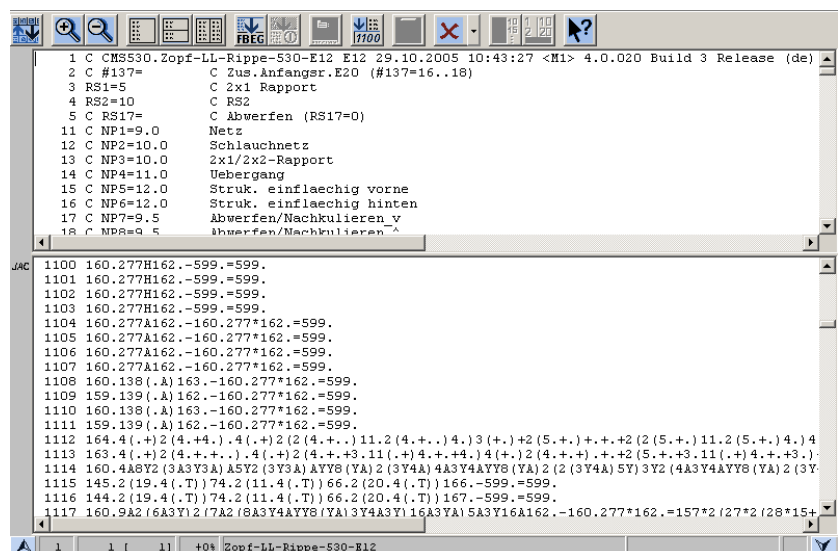 FBEG
1100
10
15
16
1 10
2 20
1 C CMS530.Zopf-LL-Rippe-530-E12 E12 29.10.2005 10:43:27 <M1> 4.0.020 Build 3 Release (de)
2 C #137= C Zus.Anfangsr.E20 (#137=16..18)
3 RS1=5 C 2x1 Rapport
4 RS2=10 C RS2
5 C RS17= C Abwerfen (RS17=0)
11 C NP1=9.0 Netz
12 C NP2=10.0 Schlauchnetz
13 C NP3=10.0 2x1/2x2-Rapport
14 C NP4=11.0 Uebergang
15 C NP5=12.0 Struk. einflaechig vorne
16 C NP6=12.0 Struk. einflaechig hinten
17 C NP7=9.5 Abwerfen/Nachkulieren_v
18 C NP8=9.5 Abwerfen/Nachkulieren_^
JAC
1100 160.277H162.-599.=599.
1101 160.277H162.-599.=599.
1102 160.277H162.-599.=599.
1103 160.277H162.-599.=599.
1104 160.277A162.-160.277*162.=599.
1105 160.277A162.-160.277*162.=599.
1106 160.277A162.-160.277*162.=599.
1107 160.277A162.-160.277*162.=599.
1108 160.138(.A)163.-160.277*162.=599.
1109 159.139(.A)162.-160.277*162.=599.
1110 160.138(.A)163.-160.277*162.=599.
1111 159.139(.A)162.-160.277*162.=599.
1112 164.4(.+)2(4.+4.).4(.+)2(2(4.+..)11.2(4.+..)4.)3(+.)+2(5.+.)+.+.+2(2(5.+.)11.2(5.+.)4.)4
1113 163.4(.+)2(4.+.+..).4(.+)2(4.+..+3.11(.+)4.+.+4.)4(+.)+2(4.+.)+.+2(4.+..+3.11(.+)4.+.+3.)
1114 160.4A8Y2(3A3Y3A)A5Y2(3Y3A)AYY8(YA)2(3Y4A)4A3Y4AYY8(YA)2(2(3Y4A)5Y)3Y2(4A3Y4AYY8(YA)2(3Y
1115 145.2(19.4(.T))74.2(11.4(.T))66.2(20.4(.T))166.-599.=599.
1116 144.2(19.4(.T))74.2(11.4(.T))66.2(20.4(.T))167.-599.=599.
1117 160.9A2(6A3Y)2(7A2(8A3Y4AYY8(YA)3Y4A3Y)16A3YA)5A3Y16A162.-160.277*162.=157*2(27*2(28*15+
1 1 [ 1] +0% Zopf-LL-Rippe-530-E12